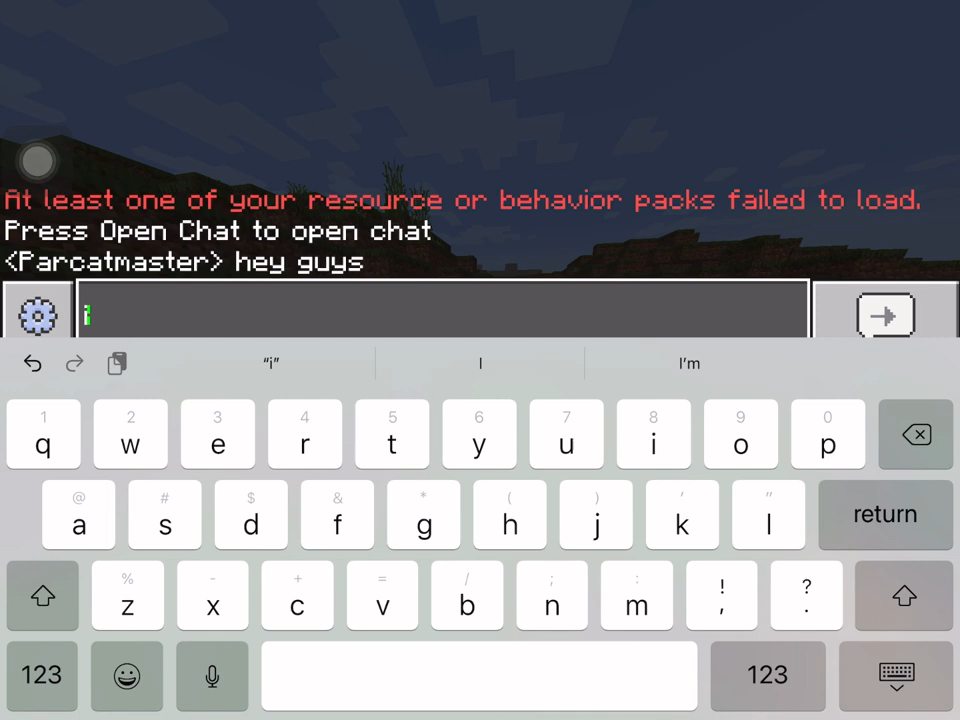 At least one of your resource or behavior packs failed to load.
Press Open Chat to open chat
<Parcatmaster> hey guys
i
“i” I I’m
1 2 3 4 5 6 7 8 9 0
q w e r t y u i o p
@ # $ & * ( ) ' "
a s d f g h j k l return
% - + = / ; : ! ?
z x c v b n m , .
123 123